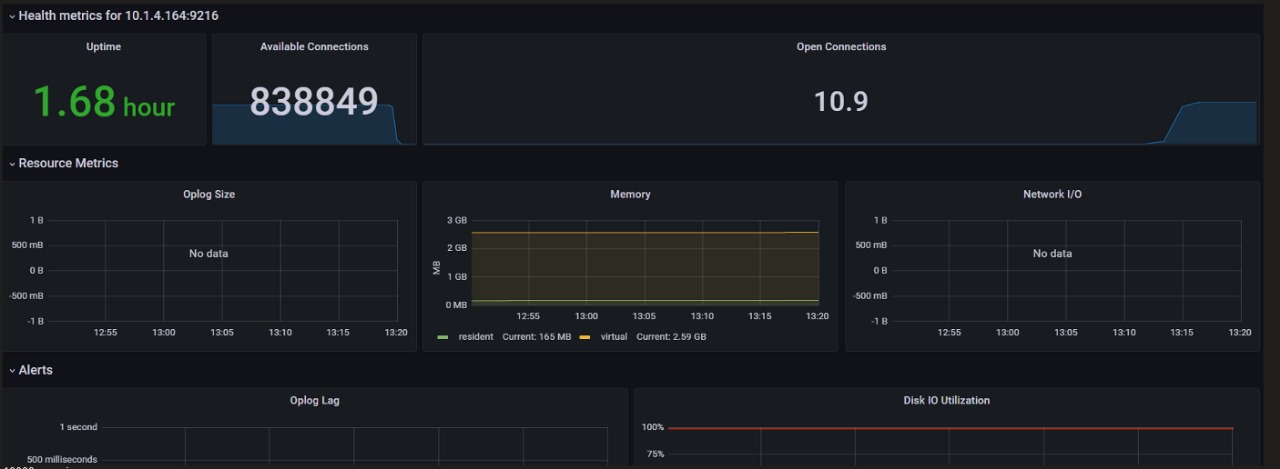 Health metrics for 10.1.4.164:9216
Uptime
Available Connections
Open Connections
1.68 hour
838849
10.9
Resource Metrics
Oplog Size
1 B
500 mB
0 B
-500 mB
-1 B
No data
12:55 13:00 13:05 13:10 13:15 13:20
Memory
3 GB
2 GB
1 GB
0 MB
MB
12:55 13:00 13:05 13:10 13:15 13:20
resident Current: 165 MB virtual Current: 2.59 GB
Network I/O
1 B
500 mB
0 B
-500 mB
-1 B
No data
12:55 13:00 13:05 13:10 13:15 13:20
Alerts
Oplog Lag
1 second
500 milliseconds
Disk IO Utilization
100%
75%